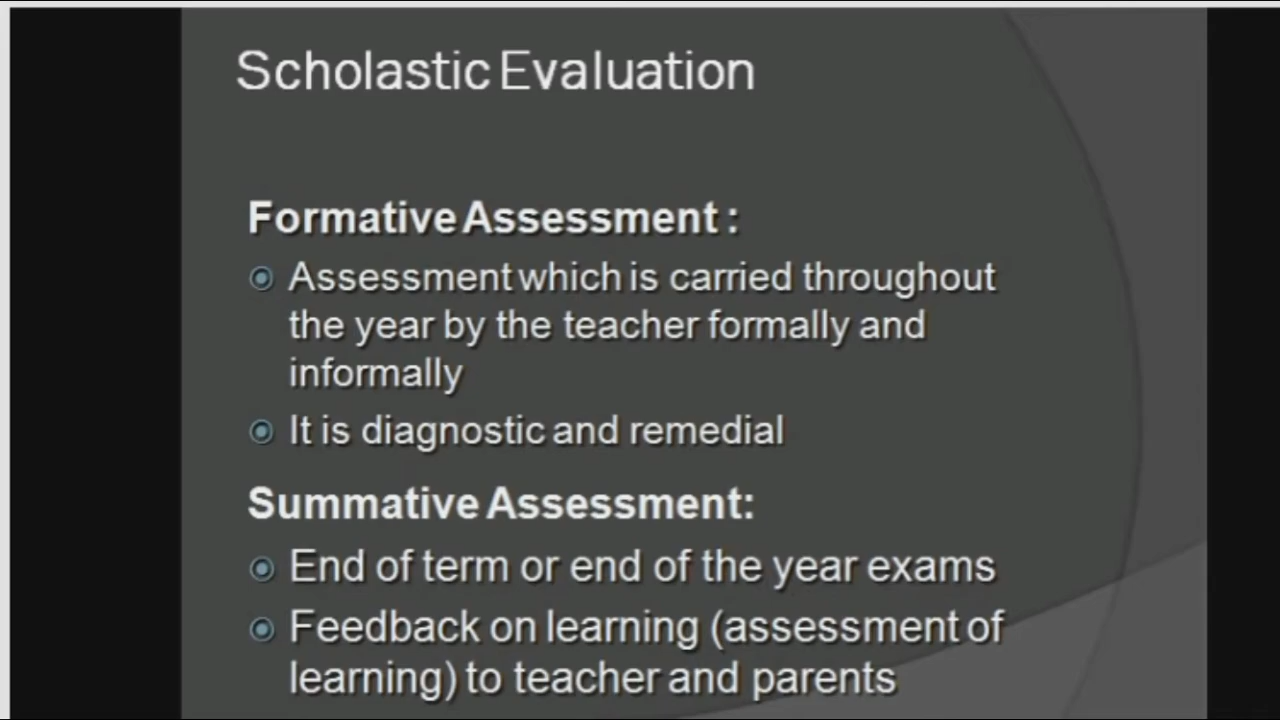 Scholastic Evaluation
Formative Assessment :
Assessment which is carried throughout
the year by the teacher formally and
informally
It is diagnostic and remedial
Summative Assessment:
End of term or end of the year exams
Feedback on learning (assessment of
learning) to teacher and parents